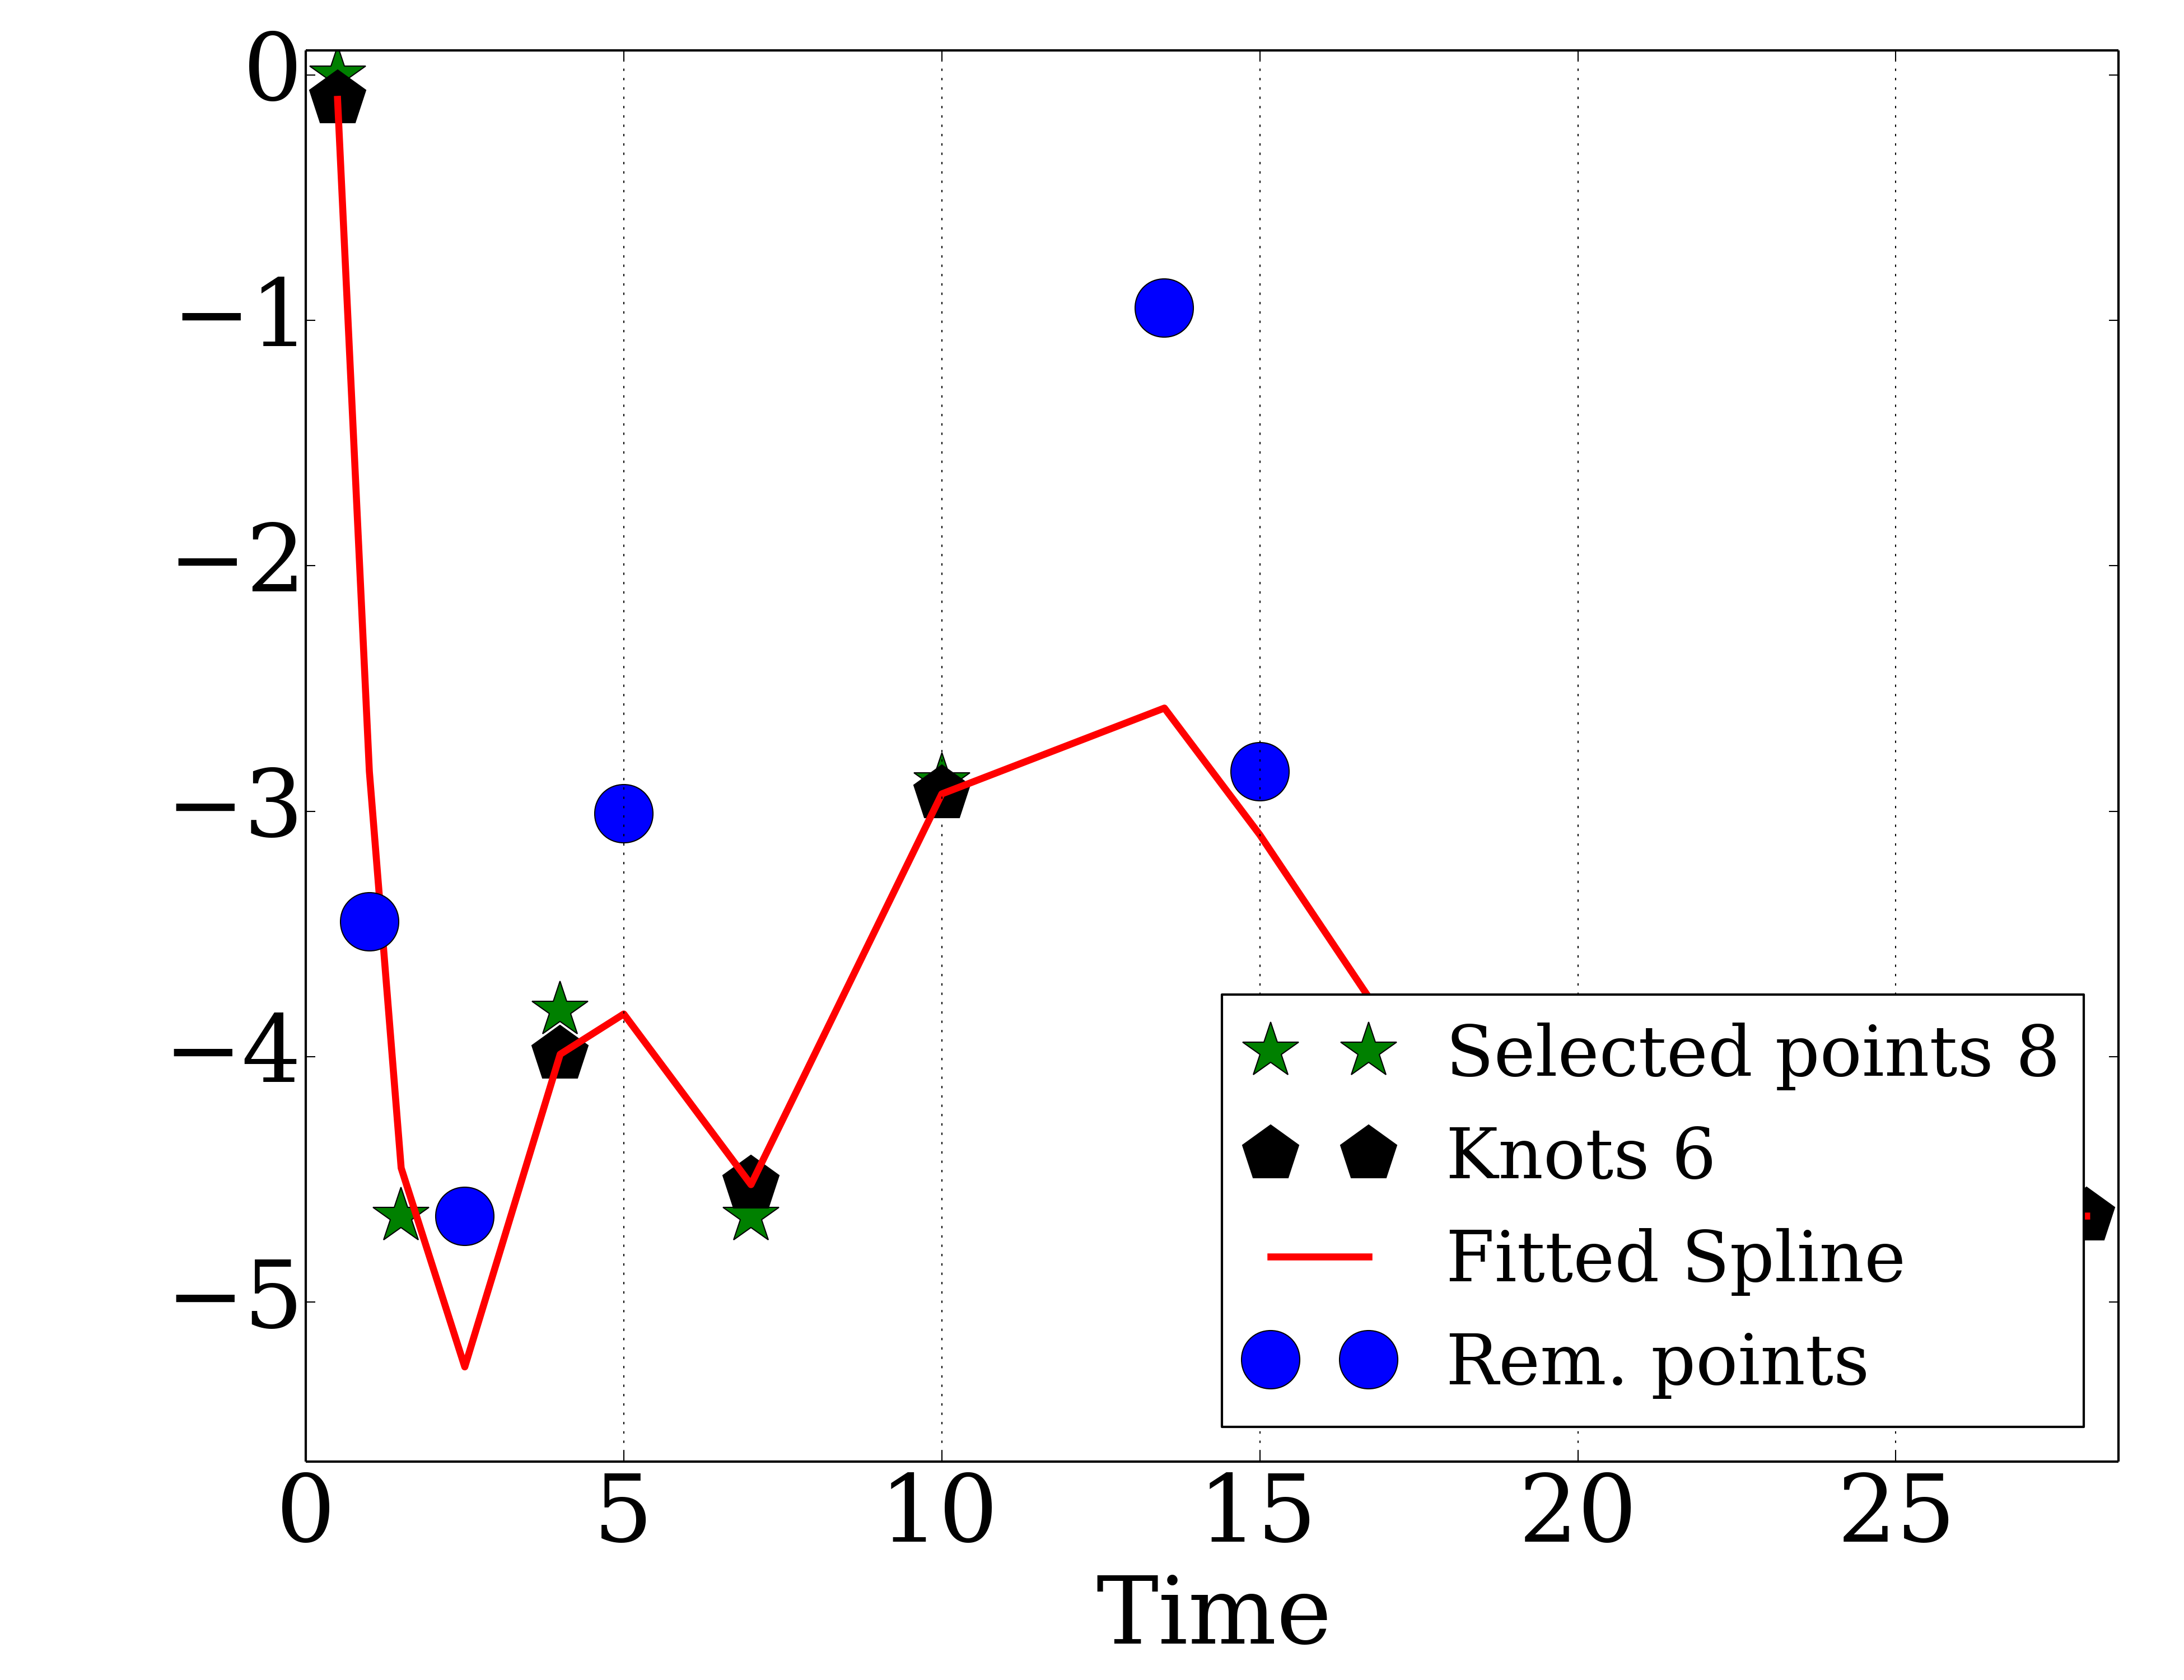 0
−1
−2
−3
−4
−5
Selected points 8
Knots 6
Fitted Spline
Rem. points
0 5 10 15 20 25
Time